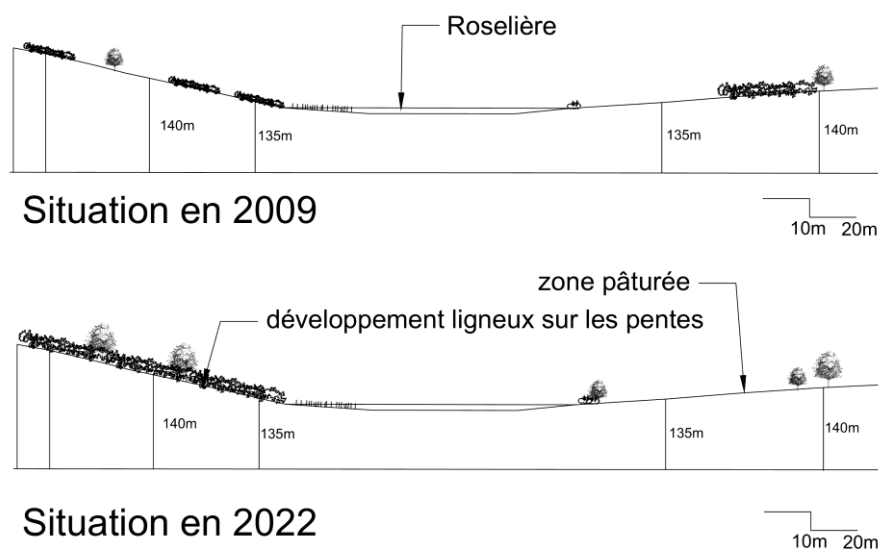 Roselière
140m
135m
135m
140m
Situation en 2009
10m 20m
zone pâturée
développement ligneux sur les pentes
140m
135m
135m
140m
Situation en 2022
10m 20m